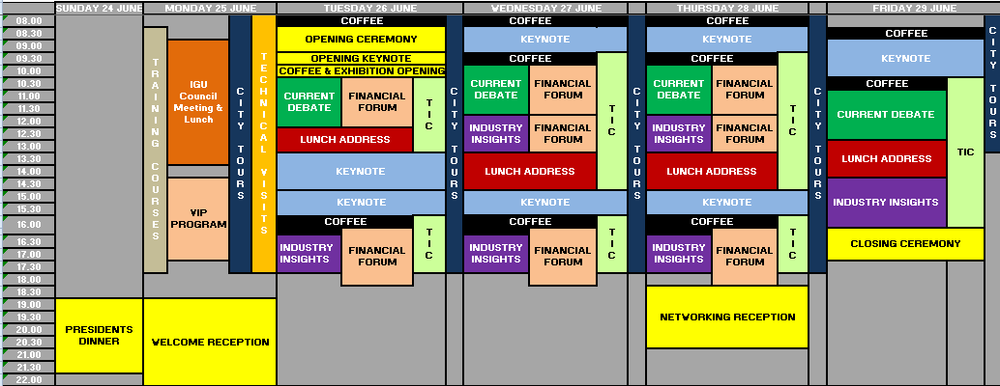 SUNDAY 24 JUNE MONDAY 25 JUNE TUESDAY 26 JUNE WEDNESDAY 27 JUNE THURSDAY 28 JUNE FRIDAY 29 JUNE
08.00
08.30
09.00
09.30
10.00
10.30
11.00
11.30
12.00
12.30
13.00
13.30
14.00
14.30
15.00
15.30
16.00
16.30
17.00
17.30
18.00
18.30
19.00
19.30
20.00
20.30
21.00
21.30
22.00
PRESIDENTS
DINNER
TRAINING COURSES
IGU
Council
Meeting &
Lunch
VIP
PROGRAM
CITY TOURS
TECHNICAL VISITS
WELCOME RECEPTION
COFFEE
OPENING CEREMONY
OPENING KEYNOTE
COFFEE & EXHIBITION OPENING
CURRENT
DEBATE
FINANCIAL
FORUM
TIC
LUNCH ADDRESS
KEYNOTE
KEYNOTE
COFFEE
INDUSTRY
INSIGHTS
FINANCIAL
FORUM
TIC
CITY TOURS
COFFEE
KEYNOTE
COFFEE
CURRENT
DEBATE
FINANCIAL
FORUM
TIC
INDUSTRY
INSIGHTS
FINANCIAL
FORUM
LUNCH ADDRESS
KEYNOTE
COFFEE
INDUSTRY
INSIGHTS
FINANCIAL
FORUM
TIC
CITY TOURS
COFFEE
KEYNOTE
COFFEE
CURRENT
DEBATE
FINANCIAL
FORUM
TIC
INDUSTRY
INSIGHTS
FINANCIAL
FORUM
LUNCH ADDRESS
KEYNOTE
COFFEE
INDUSTRY
INSIGHTS
FINANCIAL
FORUM
TIC
NETWORKING RECEPTION
CITY TOURS
COFFEE
KEYNOTE
COFFEE
CURRENT DEBATE
TIC
LUNCH ADDRESS
INDUSTRY INSIGHTS
CLOSING CEREMONY
CITY TOURS